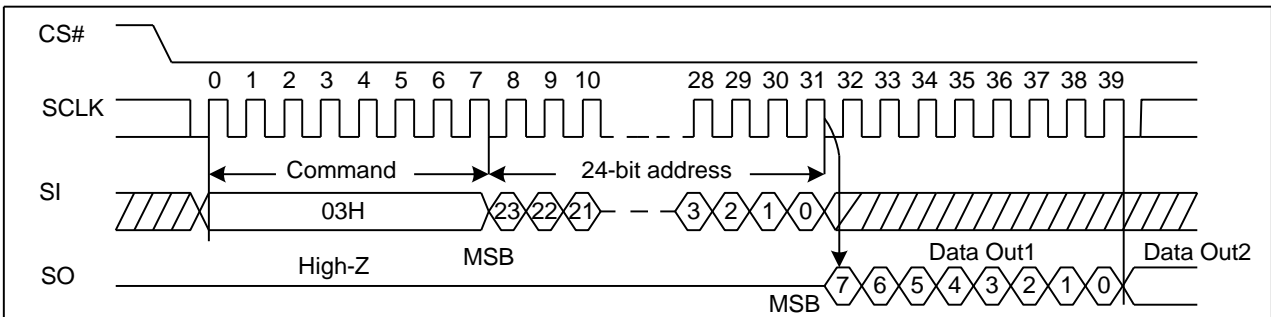 CS#
0 1 2 3 4 5 6 7 8 9 10 28 29 30 31 32 33 34 35 36 37 38 39
SCLK
Command 24-bit address
SI
03H 23 22 21 3 2 1 0
High-Z MSB Data Out1 Data Out2
SO
MSB 7 6 5 4 3 2 1 0